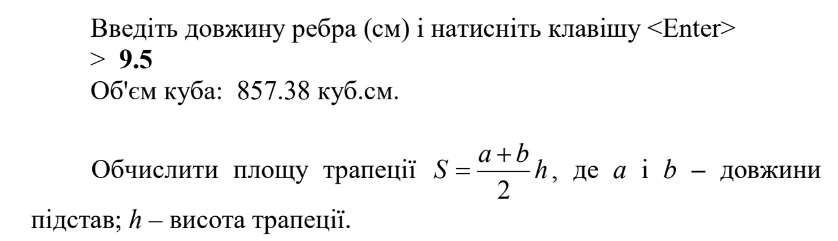 Введіть довжину ребра (см) і натисніть клавішу <Enter>
> 9.5
Об'єм куба:  857.38 куб.см.
Обчислити площу трапеції S = \frac{a+b}{2} h, де a і b – довжини
підстав; h – висота трапеції.